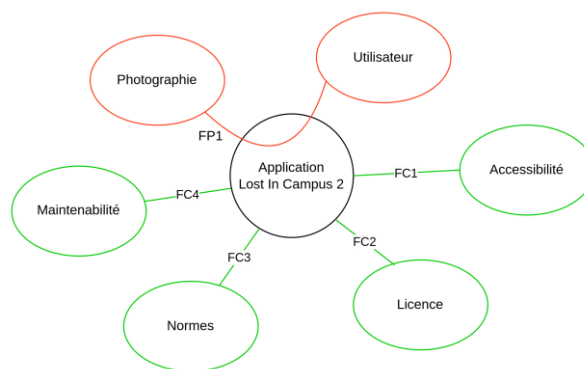 Utilisateur
Photographie
FP1
Application
Lost In Campus 2
Accessibilité
FC1
FC4
Maintenabilité
FC2
FC3
Licence
Normes